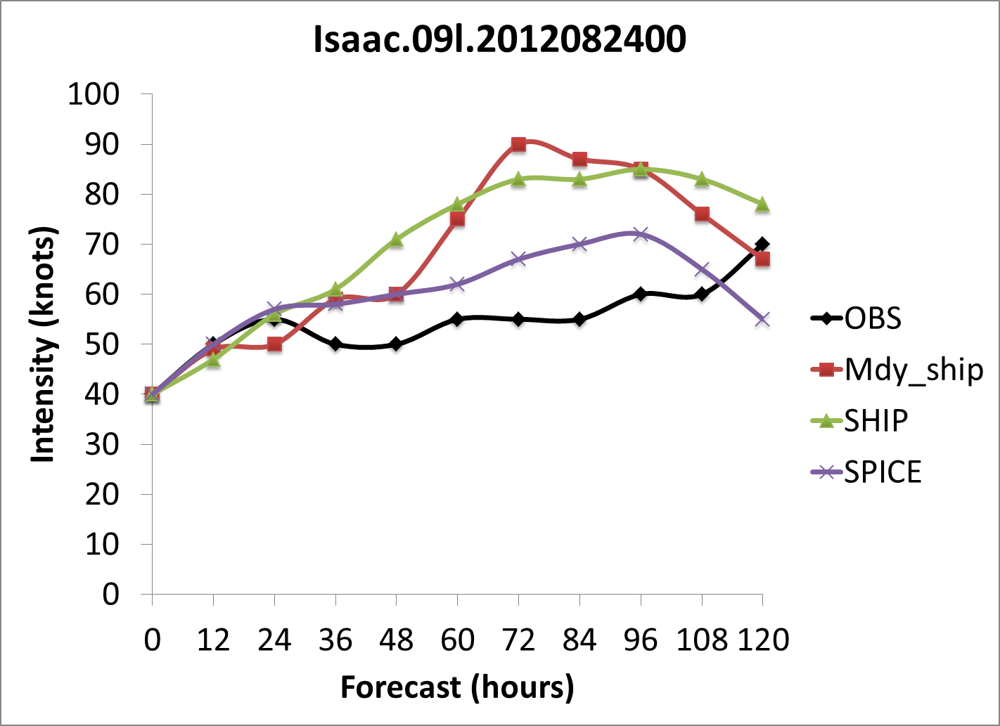 Isaac.09l.2012082400
100
90
80
70
60
50
40
30
20
10
0
Intensity (knots)
0 12 24 36 48 60 72 84 96 108 120
Forecast (hours)
OBS
Mdy_ship
SHIP
SPICE